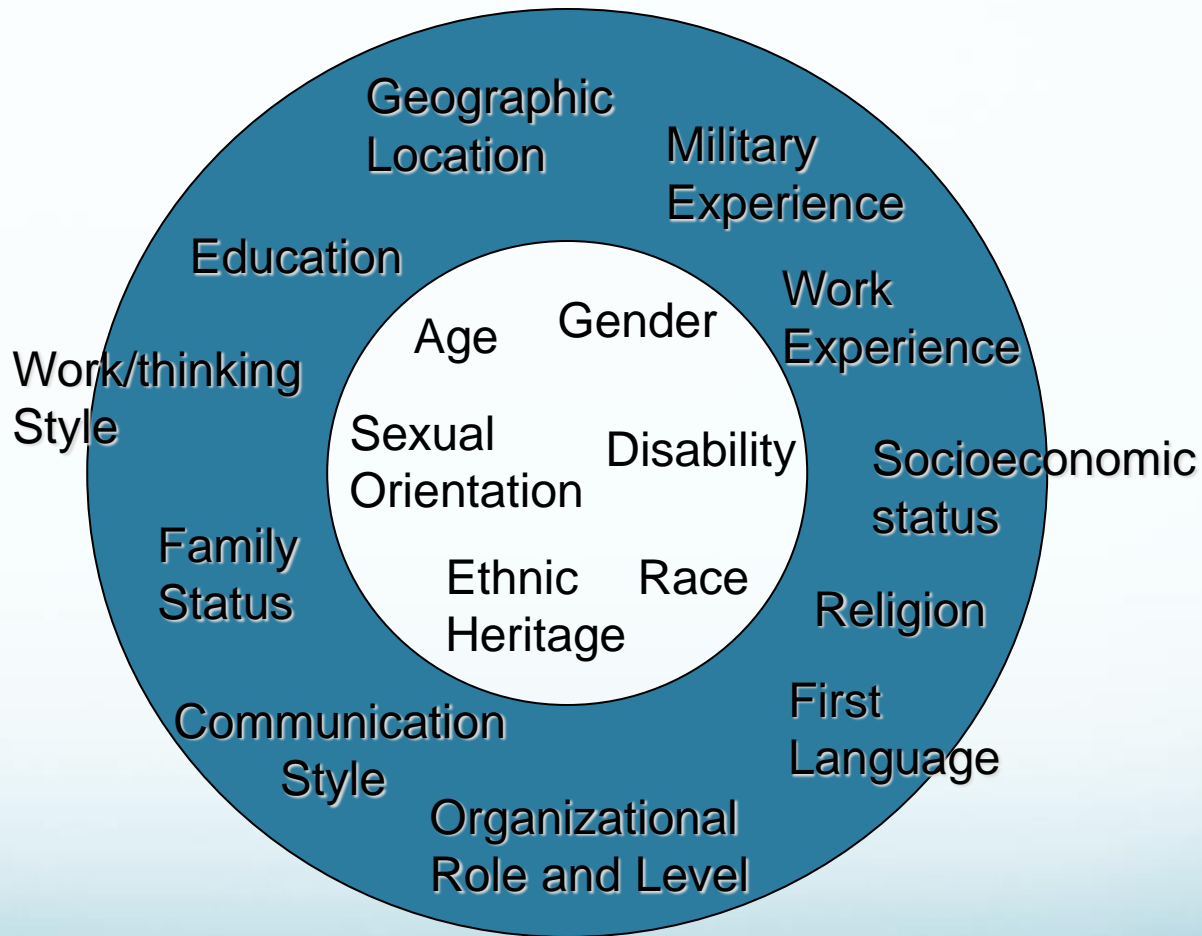 Geographic
Location
Military
Experience
Education
Work
Experience
Work/thinking
Style
Socioeconomic
status
Family
Status
Religion
First
Language
Communication
Style
Organizational
Role and Level
Age
Gender
Sexual
Orientation
Disability
Ethnic
Heritage
Race